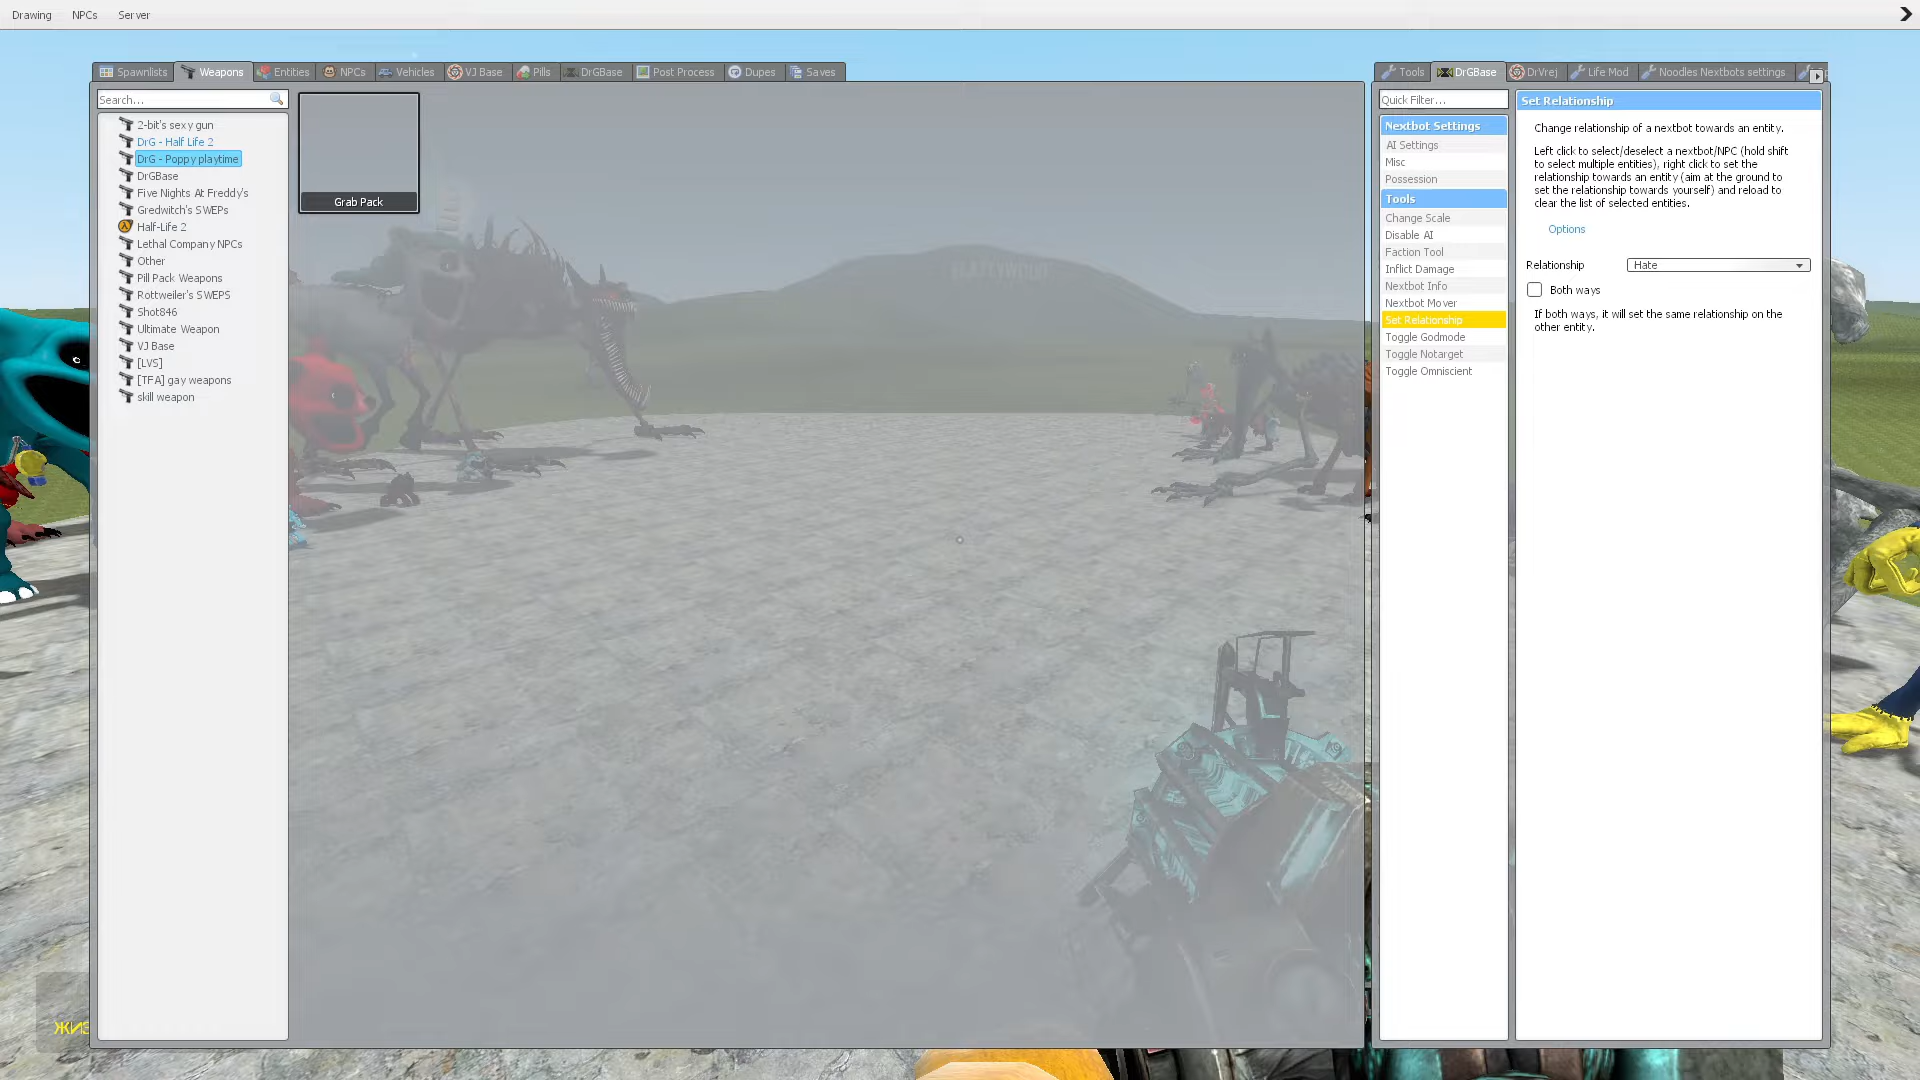 Drawing NPCs Server
Spawnlists Weapons Entities NPCs Vehicles VJ Base Pills DrGBase Post Process Dupes Saves
Search...
2-bit's sexy gun
DrG - Half Life 2
DrG - Poppy playtime
DrGBase
Five Nights At Freddy's
Gredwitch's SWEPs
Half-Life 2
Lethal Company NPCs
Other
Pill Pack Weapons
Rottweiler's SWEPS
Shot846
Ultimate Weapon
VJ Base
[LVS]
[TFA] gay weapons
skill weapon
Grab Pack
Tools DrGBase DrVrej Life Mod Noodles Nextbots settings
Quick Filter...
Nextbot Settings
AI Settings
Misc
Possession
Tools
Change Scale
Disable AI
Faction Tool
Inflict Damage
Nextbot Info
Nextbot Mover
Set Relationship
Toggle Godmode
Toggle Notarget
Toggle Omniscient
Set Relationship
Change relationship of a nextbot towards an entity.
Left click to select/deselect a nextbot/NPC (hold shift
to select multiple entities), right click to set the
relationship towards an entity (aim at the ground to
set the relationship towards yourself) and reload to
clear the list of selected entities.
Options
Relationship Hate
Both ways
If both ways, it will set the same relationship on the
other entity.